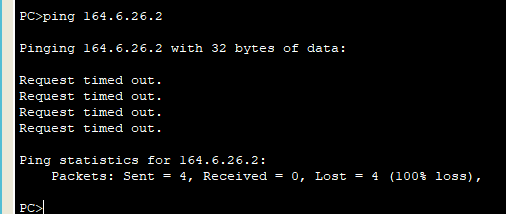 PC>ping 164.6.26.2
Pinging 164.6.26.2 with 32 bytes of data:
Request timed out.
Request timed out.
Request timed out.
Request timed out.
Ping statistics for 164.6.26.2:
Packets: Sent = 4, Received = 0, Lost = 4 (100% loss),
PC>